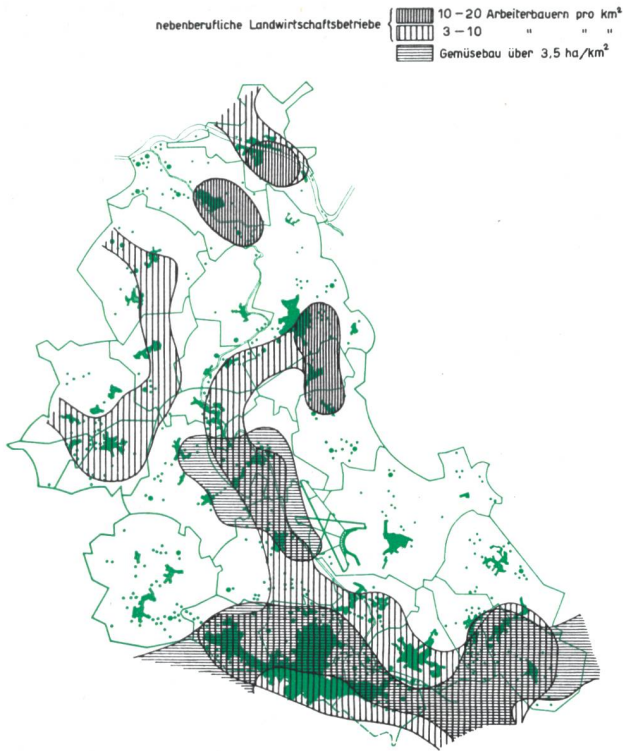 nebenberufliche Landwirtschaftsbetriebe
10 – 20 Arbeiterbauern pro km²
3 – 10 " " "
Gemüsebau über 3,5 ha/km²